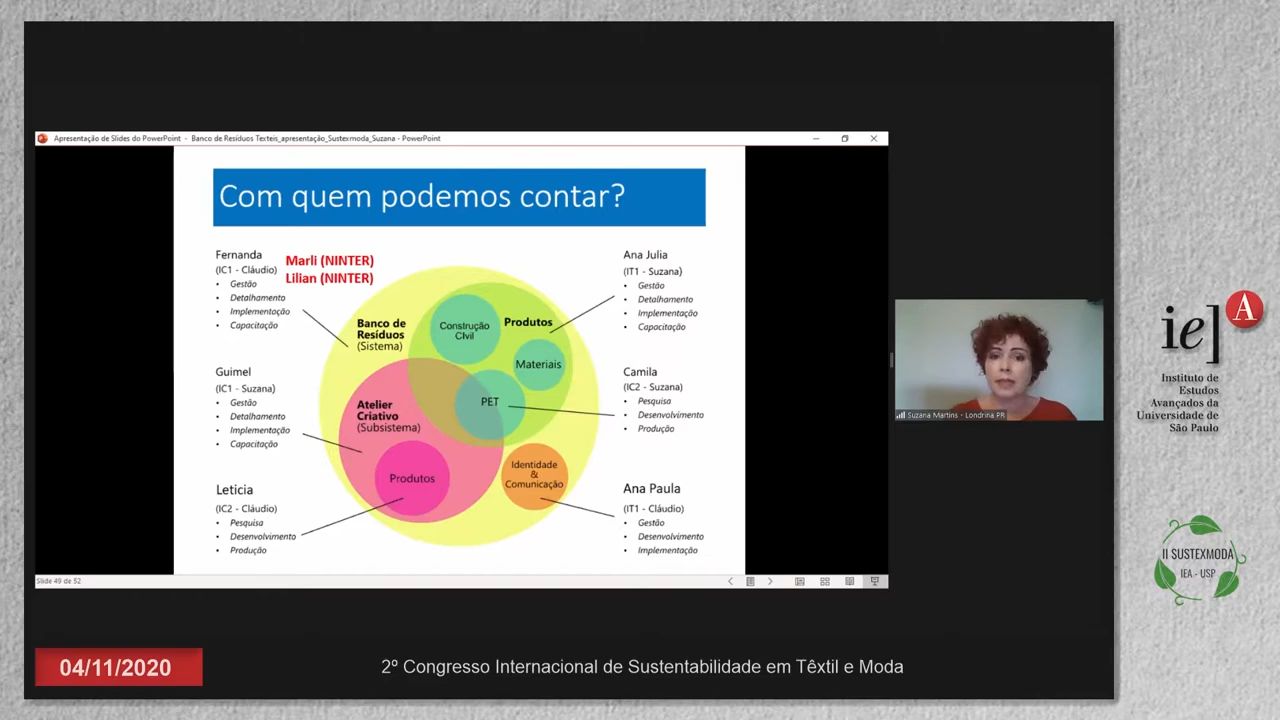 Apresentação de Slides do PowerPoint - Banco de Resíduos Texteis_apresentação_Sustexmoda_Suzana - PowerPoint
Com quem podemos contar?
Fernanda
(IC1 - Cláudio)
• Gestão
• Detalhamento
• Implementação
• Capacitação
Marli (NINTER)
Lilian (NINTER)
Guimel
(IC1 - Suzana)
• Gestão
• Detalhamento
• Implementação
• Capacitação
Leticia
(IC2 - Cláudio)
• Pesquisa
• Desenvolvimento
• Produção
Banco de
Resíduos
(Sistema)
Construção
CIvil
Produtos
Materiais
PET
Atelier
Criativo
(Subsistema)
Produtos
Identidade
&
Comunicação
Ana Julia
(IT1 - Suzana)
• Gestão
• Detalhamento
• Implementação
• Capacitação
Camila
(IC2 - Suzana)
• Pesquisa
• Desenvolvimento
• Produção
Ana Paula
(IT1 - Cláudio)
• Gestão
• Desenvolvimento
• Implementação
Slide 49 de 52
Suzana Martins - Londrina PR
iea
Instituto de
Estudos
Avançados da
Universidade de
São Paulo
II SUSTEXMODA
IEA - USP
04/11/2020
2º Congresso Internacional de Sustentabilidade em Têxtil e Moda